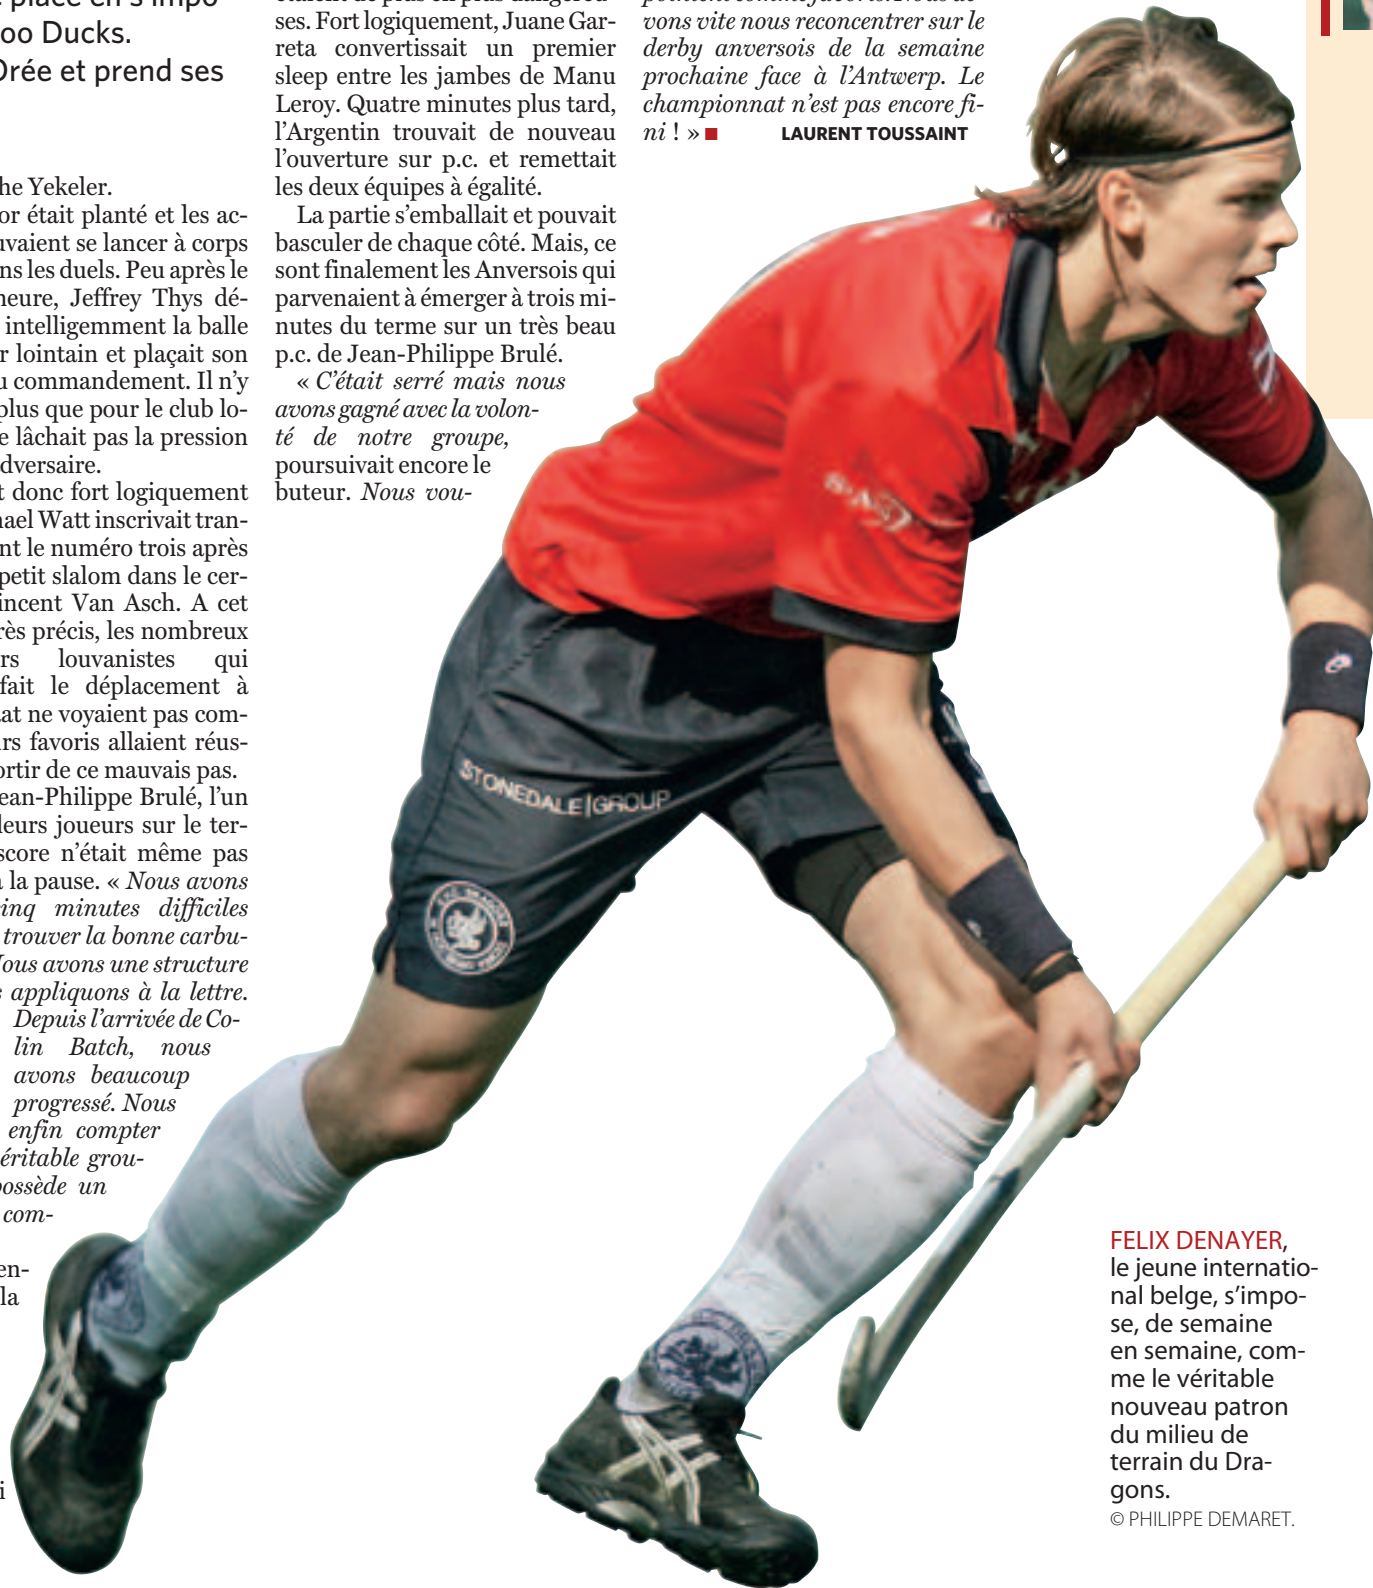 place en s'impo
oo Ducks.
Orée et prend ses
he Yekeler.
or était planté et les ac-
uvaient se lancer à corps
ns les duels. Peu après le
heure, Jeffrey Thys dé-
intelligemment la balle
r lointain et plaçait son
u commandement. Il n'y
plus que pour le club lo-
e lâchait pas la pression
dversaire.
t donc fort logiquement
nael Watt inscrivait tran-
nt le numéro trois après
petit slalom dans le cer-
incent Van Asch. A cet
rès précis, les nombreux
rs louvanistes qui
fait le déplacement à
at ne voyaient pas com-
rs favoris allaient réus-
ortir de ce mauvais pas.
ean-Philippe Brulé, l'un
leurs joueurs sur le ter-
score n'était même pas
à la pause. « Nous avons
inq minutes difficiles
trouver la bonne carbu-
Nous avons une structure
s appliquons à la lettre.
Depuis l'arrivée de Co-
lin Batch, nous
avons beaucoup
progressé. Nous
enfin compter
éritable grou-
ossède un
com-
en-
la
i
étaient de plus en plus dangereu-
ses. Fort logiquement, Juane Gar-
reta convertissait un premier
sleep entre les jambes de Manu
Leroy. Quatre minutes plus tard,
l'Argentin trouvait de nouveau
l'ouverture sur p.c. et remettait
les deux équipes à égalité.
La partie s'emballait et pouvait
basculer de chaque côté. Mais, ce
sont finalement les Anversois qui
parvenaient à émerger à trois mi-
nutes du terme sur un très beau
p.c. de Jean-Philippe Brulé.
« C'était serré mais nous
avons gagné avec la volon-
té de notre groupe,
poursuivait encore le
buteur. Nous vou-
pointent comme favoris. Nous de-
vons vite nous reconcentrer sur le
derby anversois de la semaine
prochaine face à l'Antwerp. Le
championnat n'est pas encore fi-
ni ! » ■ LAURENT TOUSSAINT
STONEDALE|GROUP
FELIX DENAYER,
le jeune internatio-
nal belge, s'impo-
se, de semaine
en semaine, com-
me le véritable
nouveau patron
du milieu de
terrain du Dra-
gons.
© PHILIPPE DEMARET.